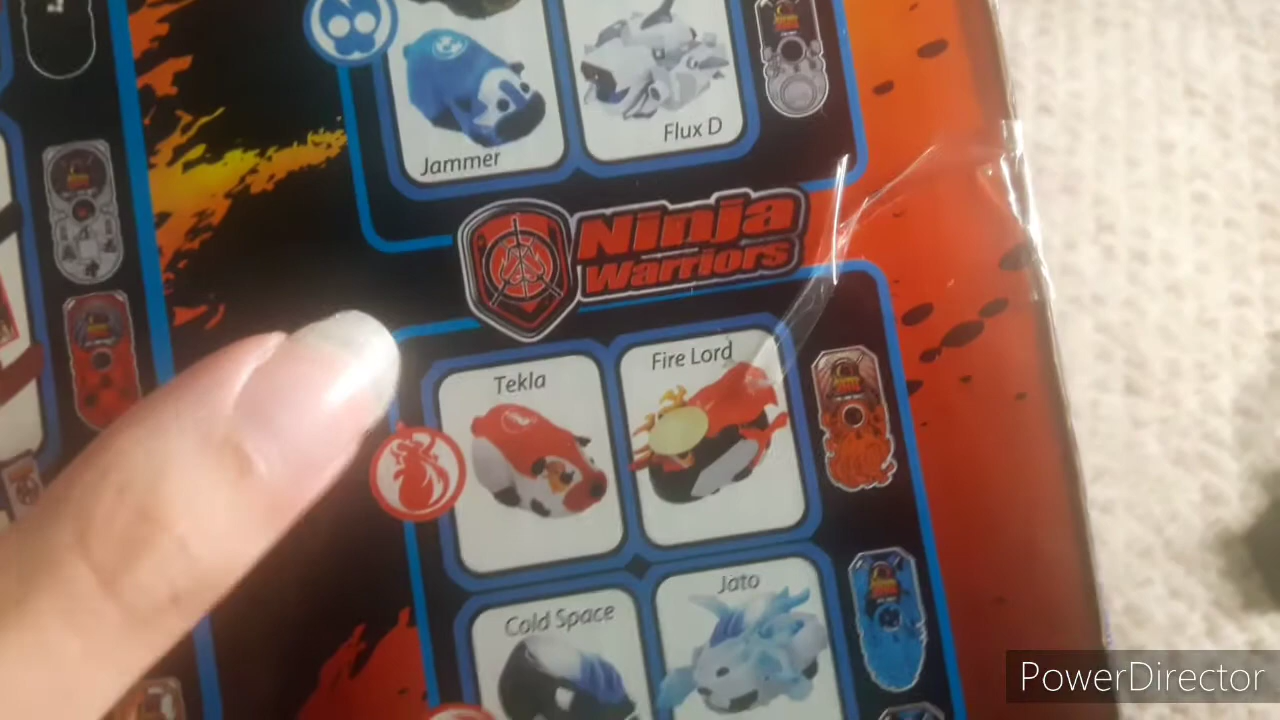 Jammer
Flux D
Ninja
Warriors
Tekla
Fire Lord
Cold Space
Jato
PowerDirector